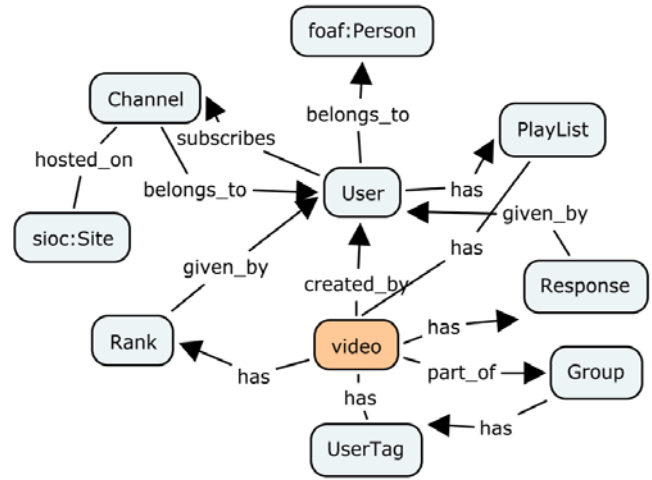 foaf:Person
Channel
belongs_to
PlayList
subscribes
hosted_on
belongs_to
User
has
given_by
sioc:Site
has
given_by
created_by
Response
Rank
video
has
has
part_of
Group
has
has
UserTag